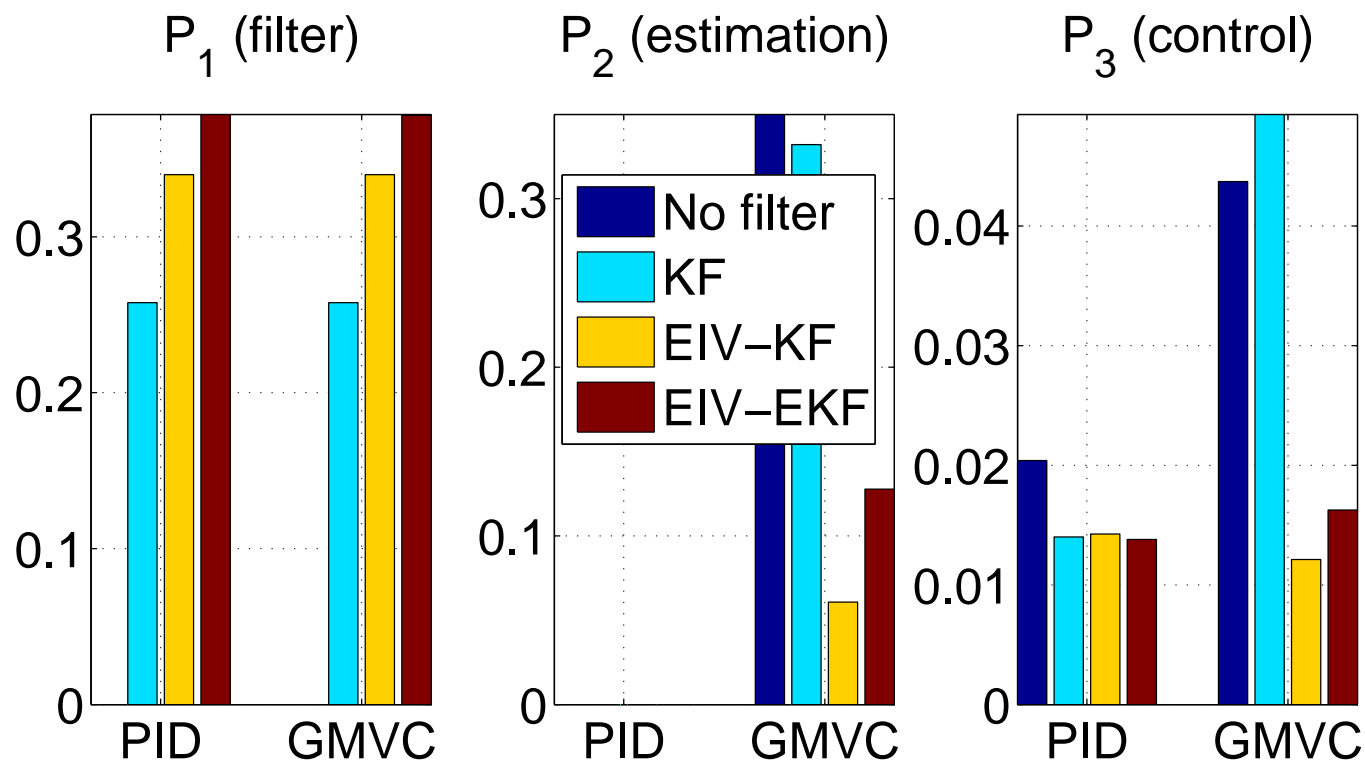 P1 (filter)
0.3
0.2
0.1
0
PID GMVC
P2 (estimation)
0.3
0.2
0.1
0
PID GMVC
No filter
KF
EIV–KF
EIV–EKF
P3 (control)
0.04
0.03
0.02
0.01
0
PID GMVC